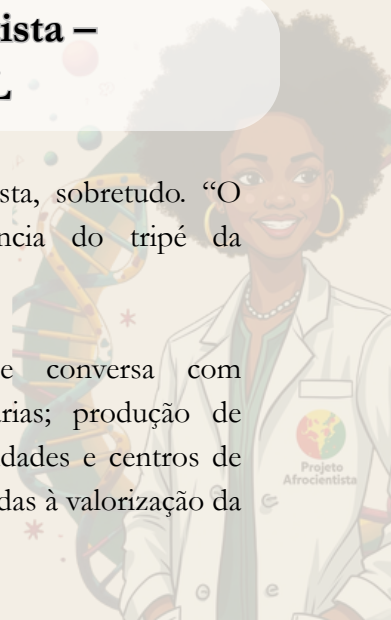 ista –
L
sta, sobretudo. “O
ncia do tripé da
e conversa com
rias; produção de
dades e centros de
das à valorização da
Projeto
Afrocientista